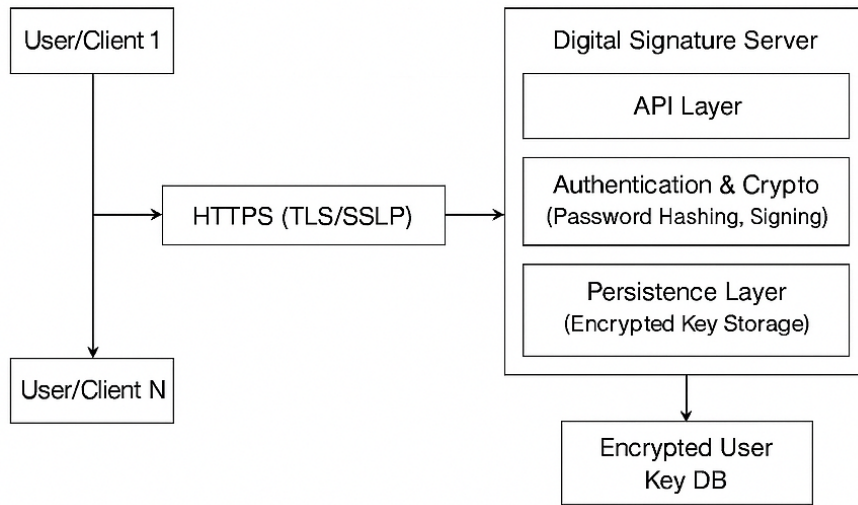 User/Client 1
HTTPS (TLS/SSLP)
User/Client N
Digital Signature Server
API Layer
Authentication & Crypto
(Password Hashing, Signing)
Persistence Layer
(Encrypted Key Storage)
Encrypted User
Key DB